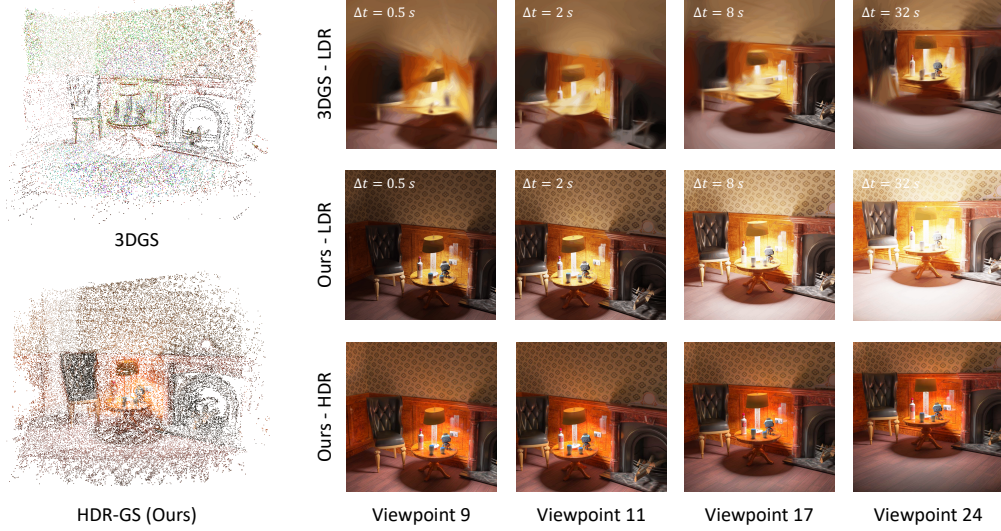 3DGS
HDR-GS (Ours)
3DGS - LDR
Δt = 0.5 s
Δt = 2 s
Δt = 8 s
Δt = 32 s
Ours - LDR
Δt = 0.5 s
Δt = 2 s
Δt = 8 s
Δt = 32 s
Ours - HDR
Viewpoint 9
Viewpoint 11
Viewpoint 17
Viewpoint 24